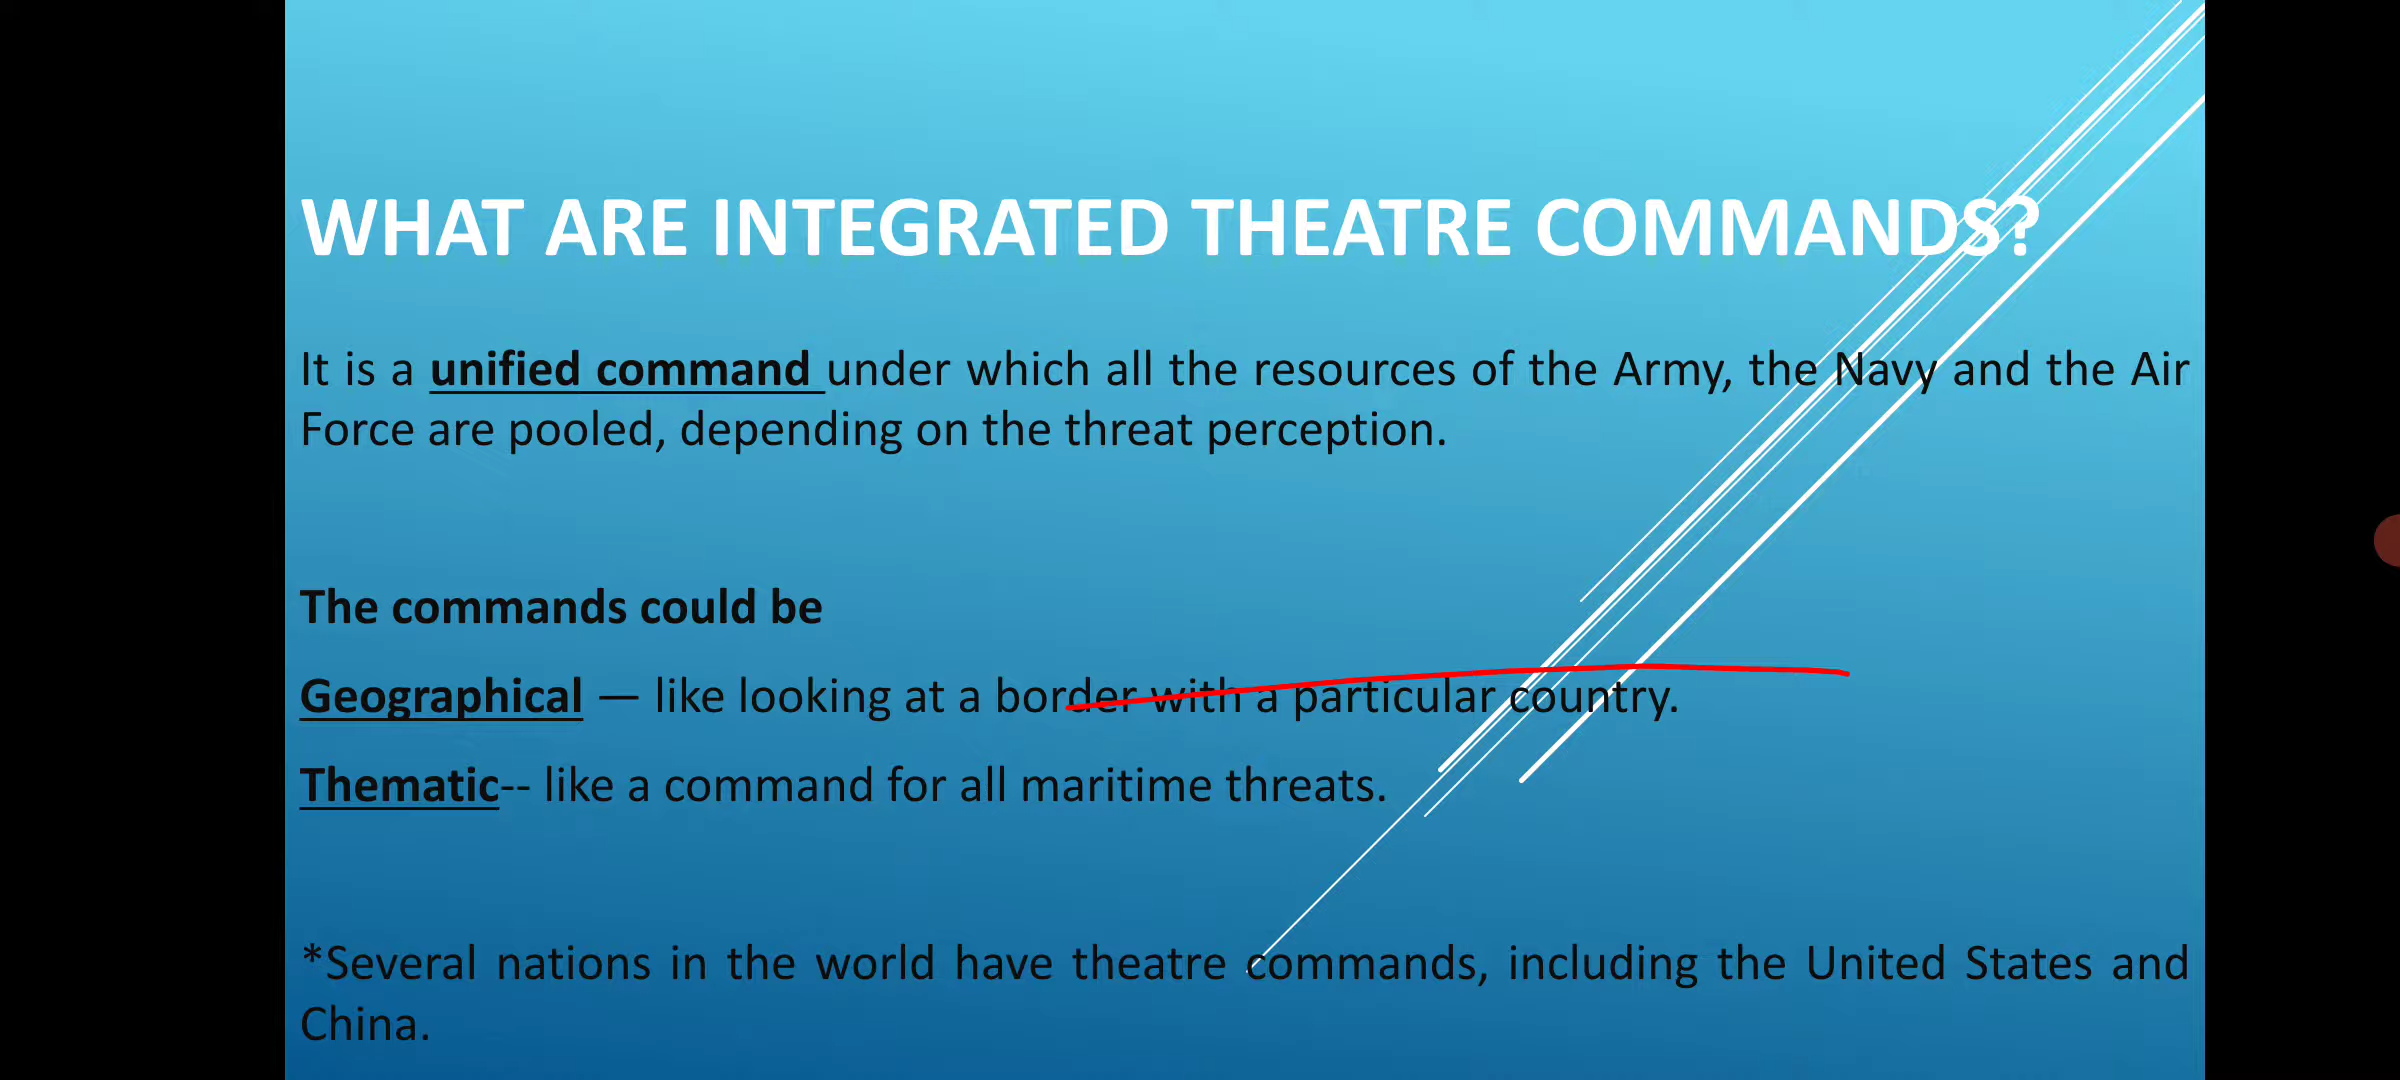 WHAT ARE INTEGRATED THEATRE COMMANDS?
It is a unified command under which all the resources of the Army, the Navy and the Air
Force are pooled, depending on the threat perception.
The commands could be
Geographical — like looking at a border with a particular country.
Thematic-- like a command for all maritime threats.
*Several nations in the world have theatre commands, including the United States and
China.